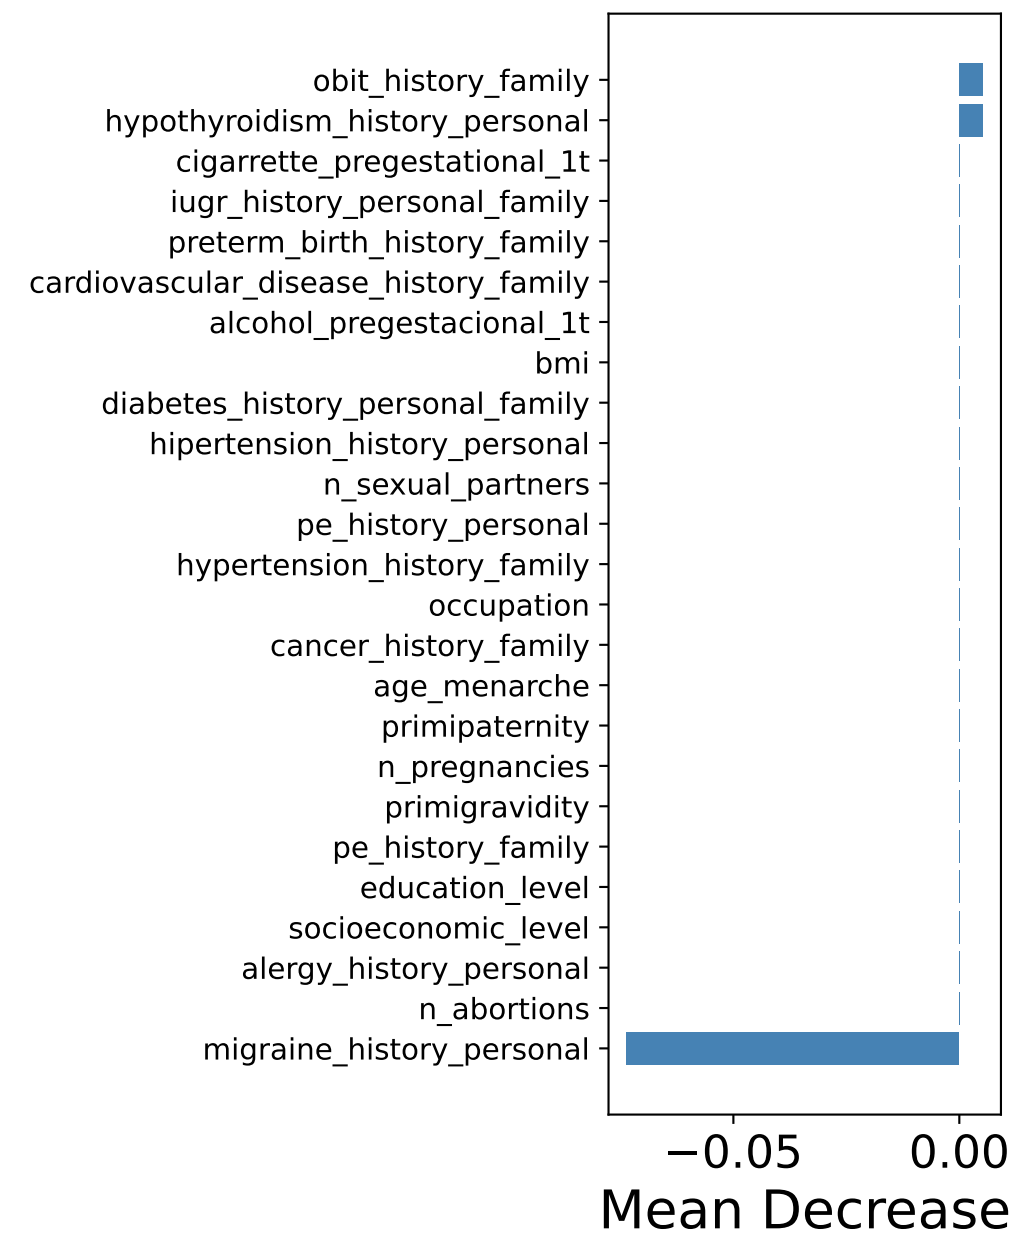 obit_history_family
hypothyroidism_history_personal
cigarrette_pregestational_1t
iugr_history_personal_family
preterm_birth_history_family
cardiovascular_disease_history_family
alcohol_pregestacional_1t
bmi
diabetes_history_personal_family
hipertension_history_personal
n_sexual_partners
pe_history_personal
hypertension_history_family
occupation
cancer_history_family
age_menarche
primipaternity
n_pregnancies
primigravidity
pe_history_family
education_level
socioeconomic_level
alergy_history_personal
n_abortions
migraine_history_personal
−0.05 0.00
Mean Decrease